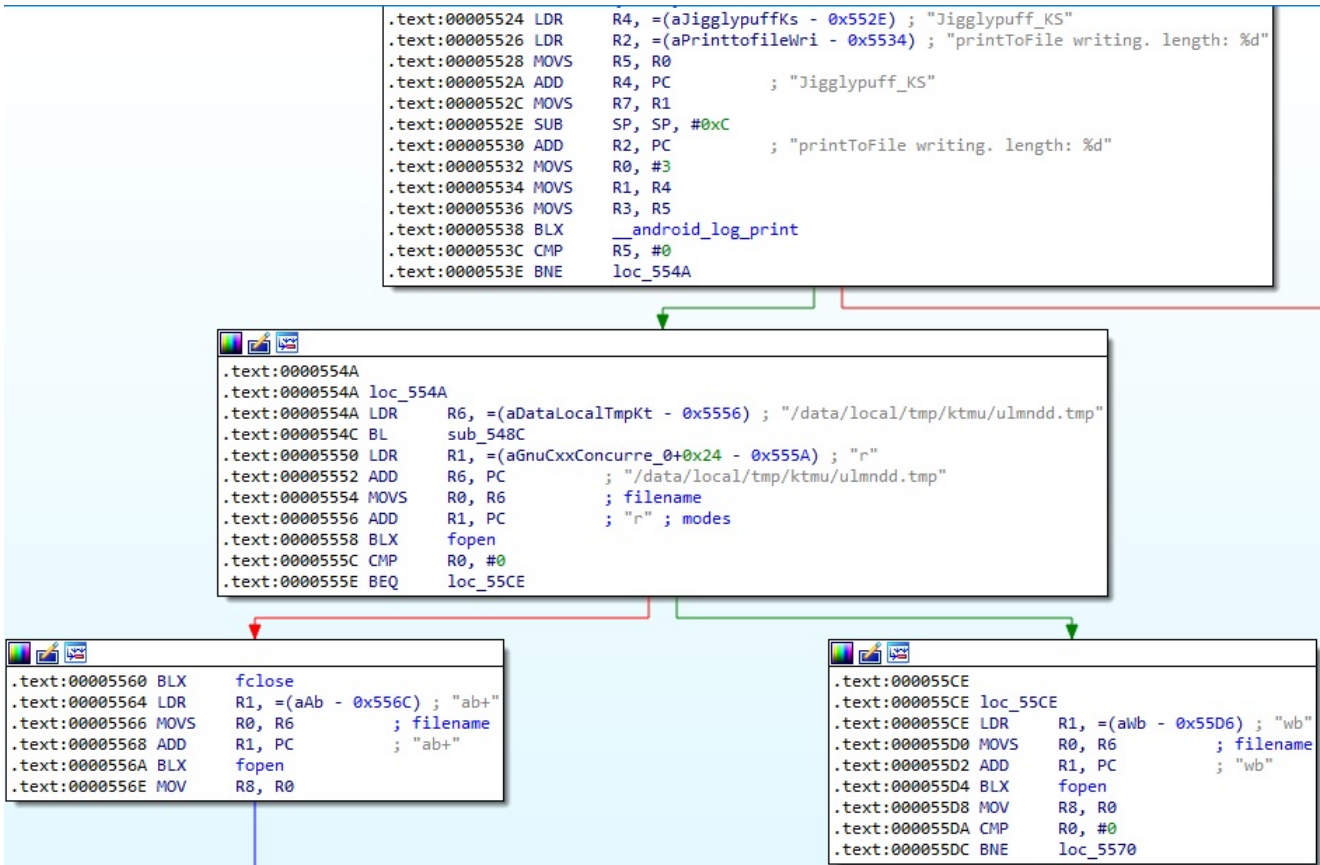 .text:00005524 LDR R4, =(aJigglypuffKs - 0x552E) ; "Jigglypuff_KS"
.text:00005526 LDR R2, =(aPrinttofileWri - 0x5534) ; "printToFile writing. length: %d"
.text:00005528 MOVS R5, R0
.text:0000552A ADD R4, PC ; "Jigglypuff_KS"
.text:0000552C MOVS R7, R1
.text:0000552E SUB SP, SP, #0xC
.text:00005530 ADD R2, PC ; "printToFile writing. length: %d"
.text:00005532 MOVS R0, #3
.text:00005534 MOVS R1, R4
.text:00005536 MOVS R3, R5
.text:00005538 BLX __android_log_print
.text:0000553C CMP R5, #0
.text:0000553E BNE loc_554A
.text:0000554A
.text:0000554A loc_554A
.text:0000554A LDR R6, =(aDataLocalTmpKt - 0x5556) ; "/data/local/tmp/ktmu/ulmndd.tmp"
.text:0000554C BL sub_548C
.text:00005550 LDR R1, =(aGnuCxxConcurre_0+0x24 - 0x555A) ; "r"
.text:00005552 ADD R6, PC ; "/data/local/tmp/ktmu/ulmndd.tmp"
.text:00005554 MOVS R0, R6 ; filename
.text:00005556 ADD R1, PC ; "r" ; modes
.text:00005558 BLX fopen
.text:0000555C CMP R0, #0
.text:0000555E BEQ loc_55CE
.text:00005560 BLX fclose
.text:00005564 LDR R1, =(aAb - 0x556C) ; "ab+"
.text:00005566 MOVS R0, R6 ; filename
.text:00005568 ADD R1, PC ; "ab+"
.text:0000556A BLX fopen
.text:0000556E MOV R8, R0
.text:000055CE
.text:000055CE loc_55CE
.text:000055CE LDR R1, =(aWb - 0x55D6) ; "wb"
.text:000055D0 MOVS R0, R6 ; filename
.text:000055D2 ADD R1, PC ; "wb"
.text:000055D4 BLX fopen
.text:000055D8 MOV R8, R0
.text:000055DA CMP R0, #0
.text:000055DC BNE loc_5570